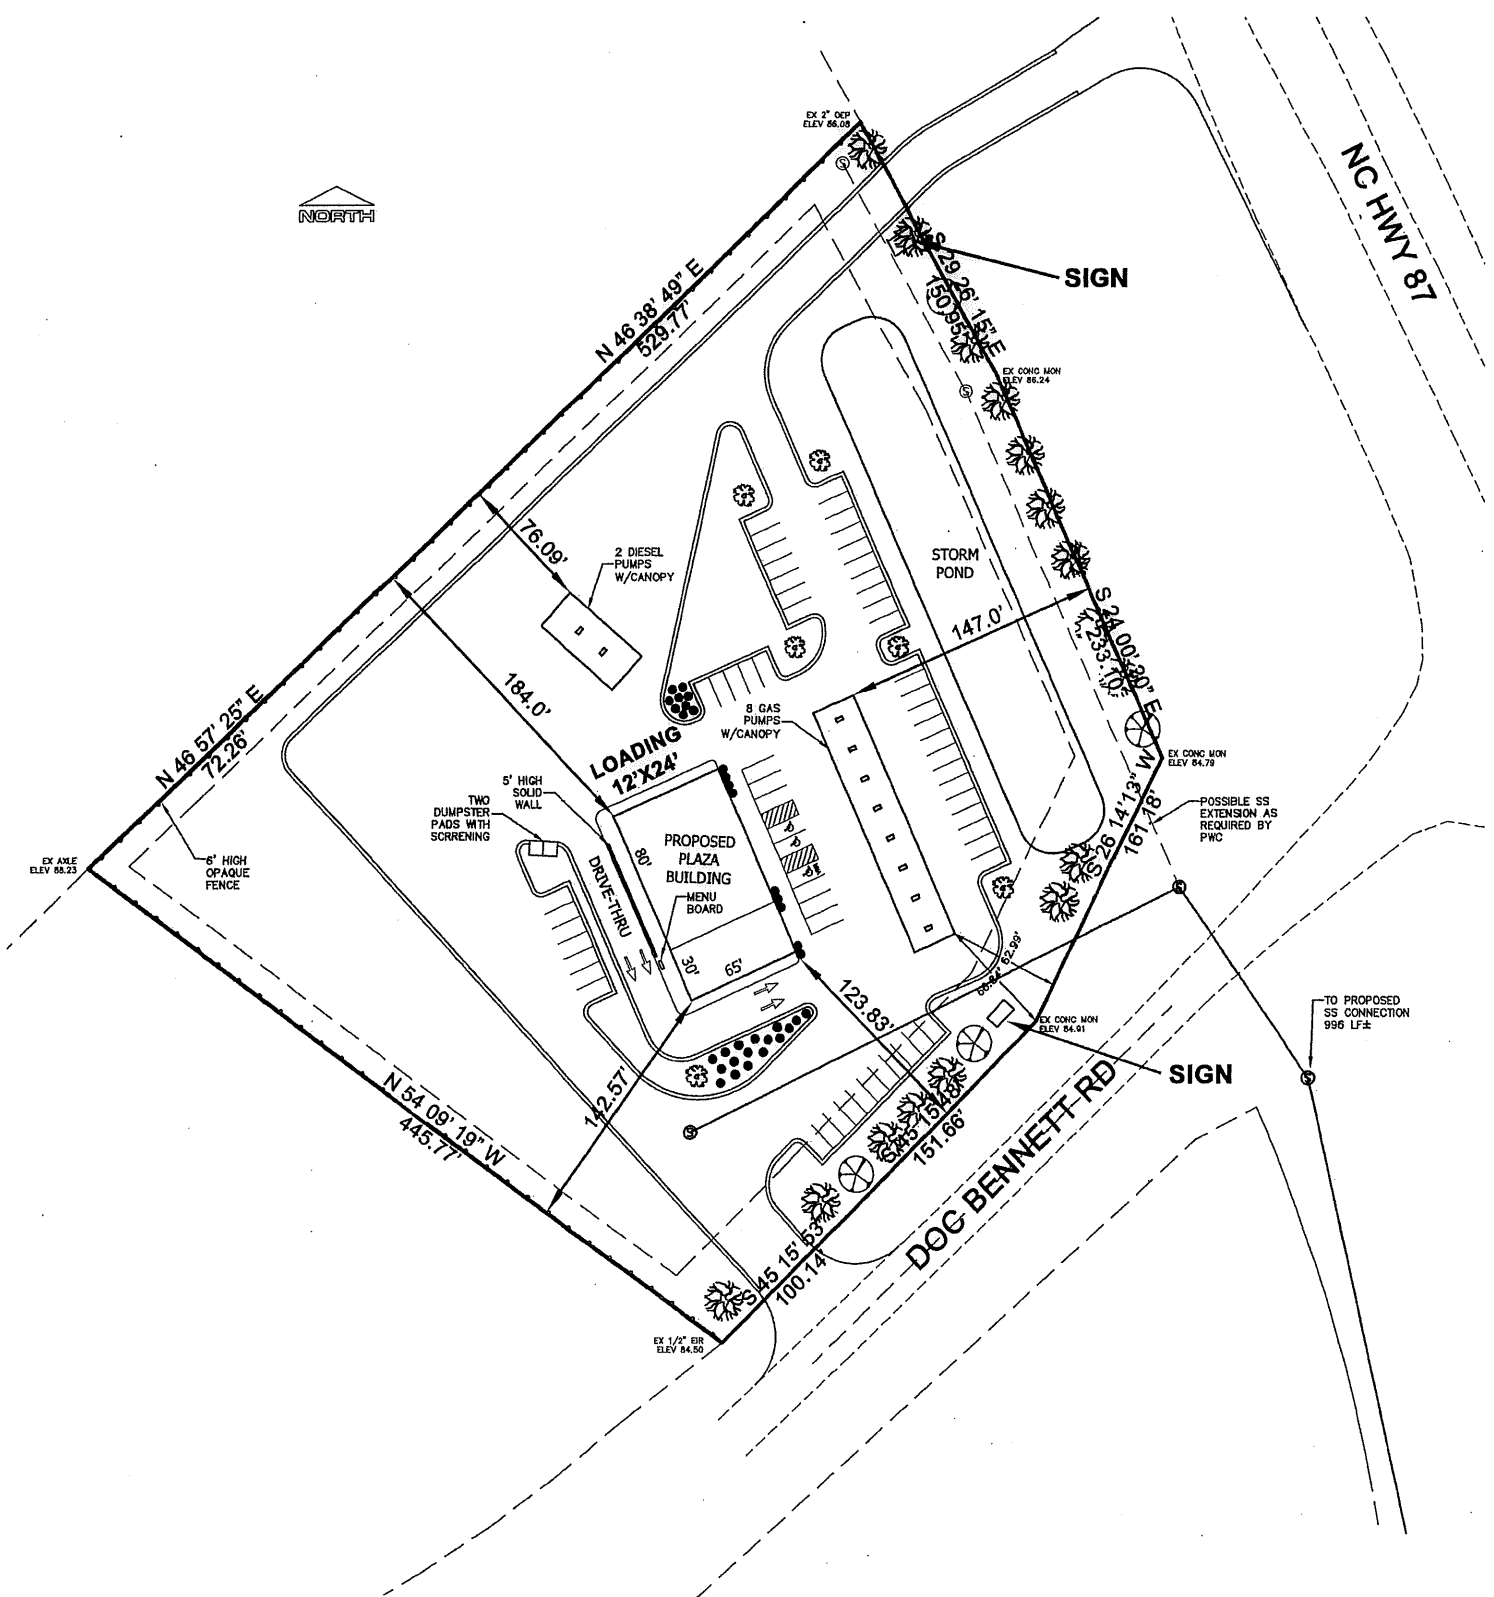 EX 2" OEP
ELEV 86.08
NC HWY 87
NORTH
SIGN
S 29 26' 15" E
150.95'
N 46 38' 49" E
529.77'
EX CONC MON
ELEV 86.24
76.09'
2 DIESEL
PUMPS
W/CANOPY
STORM
POND
147.0'
S 24 00' 30" E
233.10'
184.0'
N 46 57' 25" E
72.26'
8 GAS
PUMPS
W/CANOPY
LOADING
12'X24'
EX CONC MON
ELEV 84.79
5' HIGH
SOLID
WALL
TWO
DUMPSTER
PADS WITH
SCRRENING
S 26 14' 13" W
161.18'
POSSIBLE SS
EXTENSION AS
REQUIRED BY
PWC
PROPOSED
PLAZA
BUILDING
80'
DRIVE-THRU
MENU
BOARD
EX AXLE
ELEV 88.23
6' HIGH
OPAQUE
FENCE
30'
65'
62.99'
123.83'
EX CONC MON
ELEV 84.91
TO PROPOSED
SS CONNECTION
996 LF±
SIGN
N 54 09' 19" W
445.77'
142.57'
151.66'
DOC BENNETT RD
S 45 15' 53"
100.14'
EX 1/2" EIR
ELEV 84.50